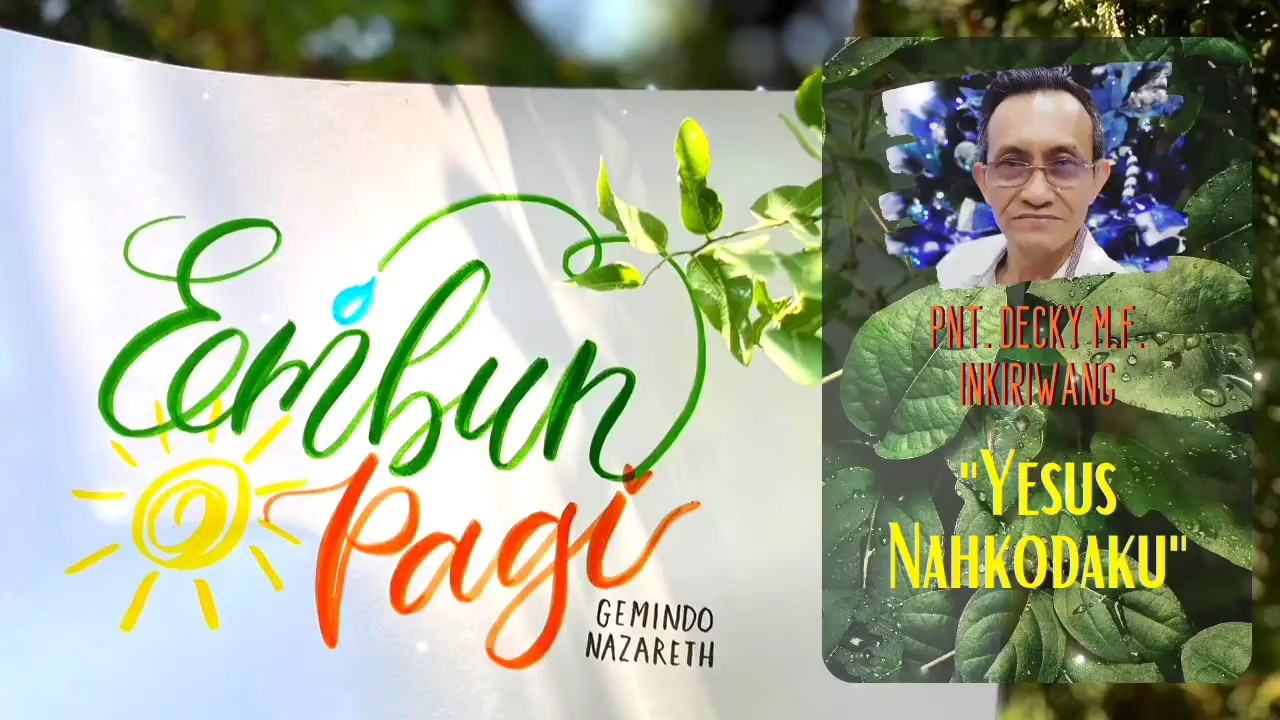 Embun
Pagi
GEMINDO
NAZARETH
PNT. DECKY M.F.
INKIRIWANG
"YESUS
NAHKODAKU"